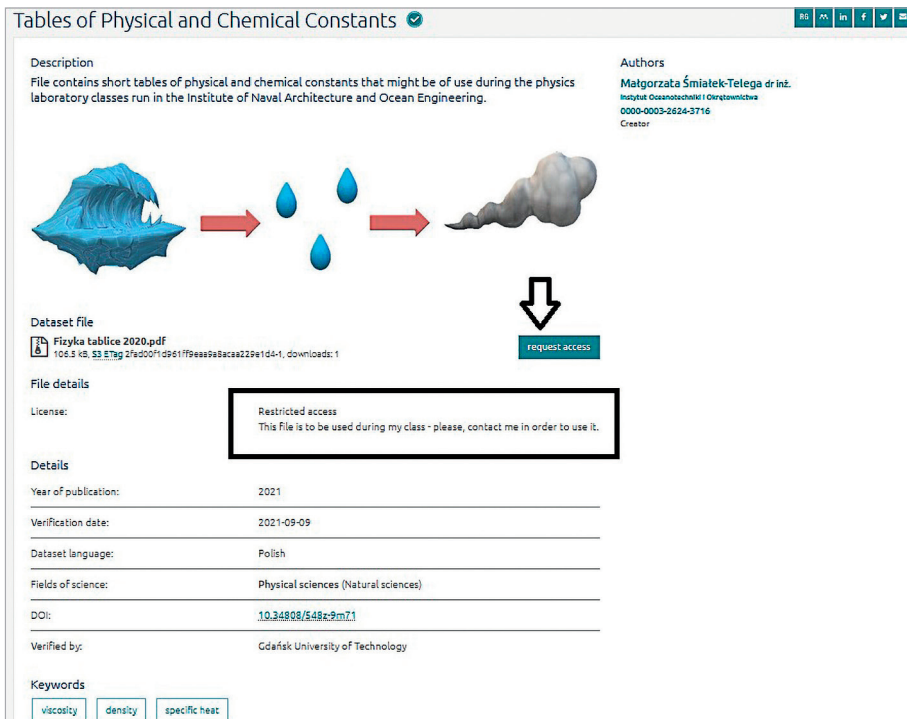 Tables of Physical and Chemical Constants
RG in f
Description
File contains short tables of physical and chemical constants that might be of use during the physics
laboratory classes run in the Institute of Naval Architecture and Ocean Engineering.
Authors
Małgorzata Śmiałek-Telega dr inż.
Instytut Oceanotechniki i Okrętownictwa
0000-0003-2624-3716
Creator
Dataset file
Fizyka tablice 2020.pdf
106.5 kB, S3 ETag 2fad00f1d961ff9eaa9a8acaa229e1d4-1, downloads: 1
request access
File details
License:
Restricted access
This file is to be used during my class - please, contact me in order to use it.
Details
Year of publication:
2021
Verification date:
2021-09-09
Dataset language:
Polish
Fields of science:
Physical sciences (Natural sciences)
DOI:
10.34808/548z-9m71
Verified by:
Gdańsk University of Technology
Keywords
viscosity
density
specific heat